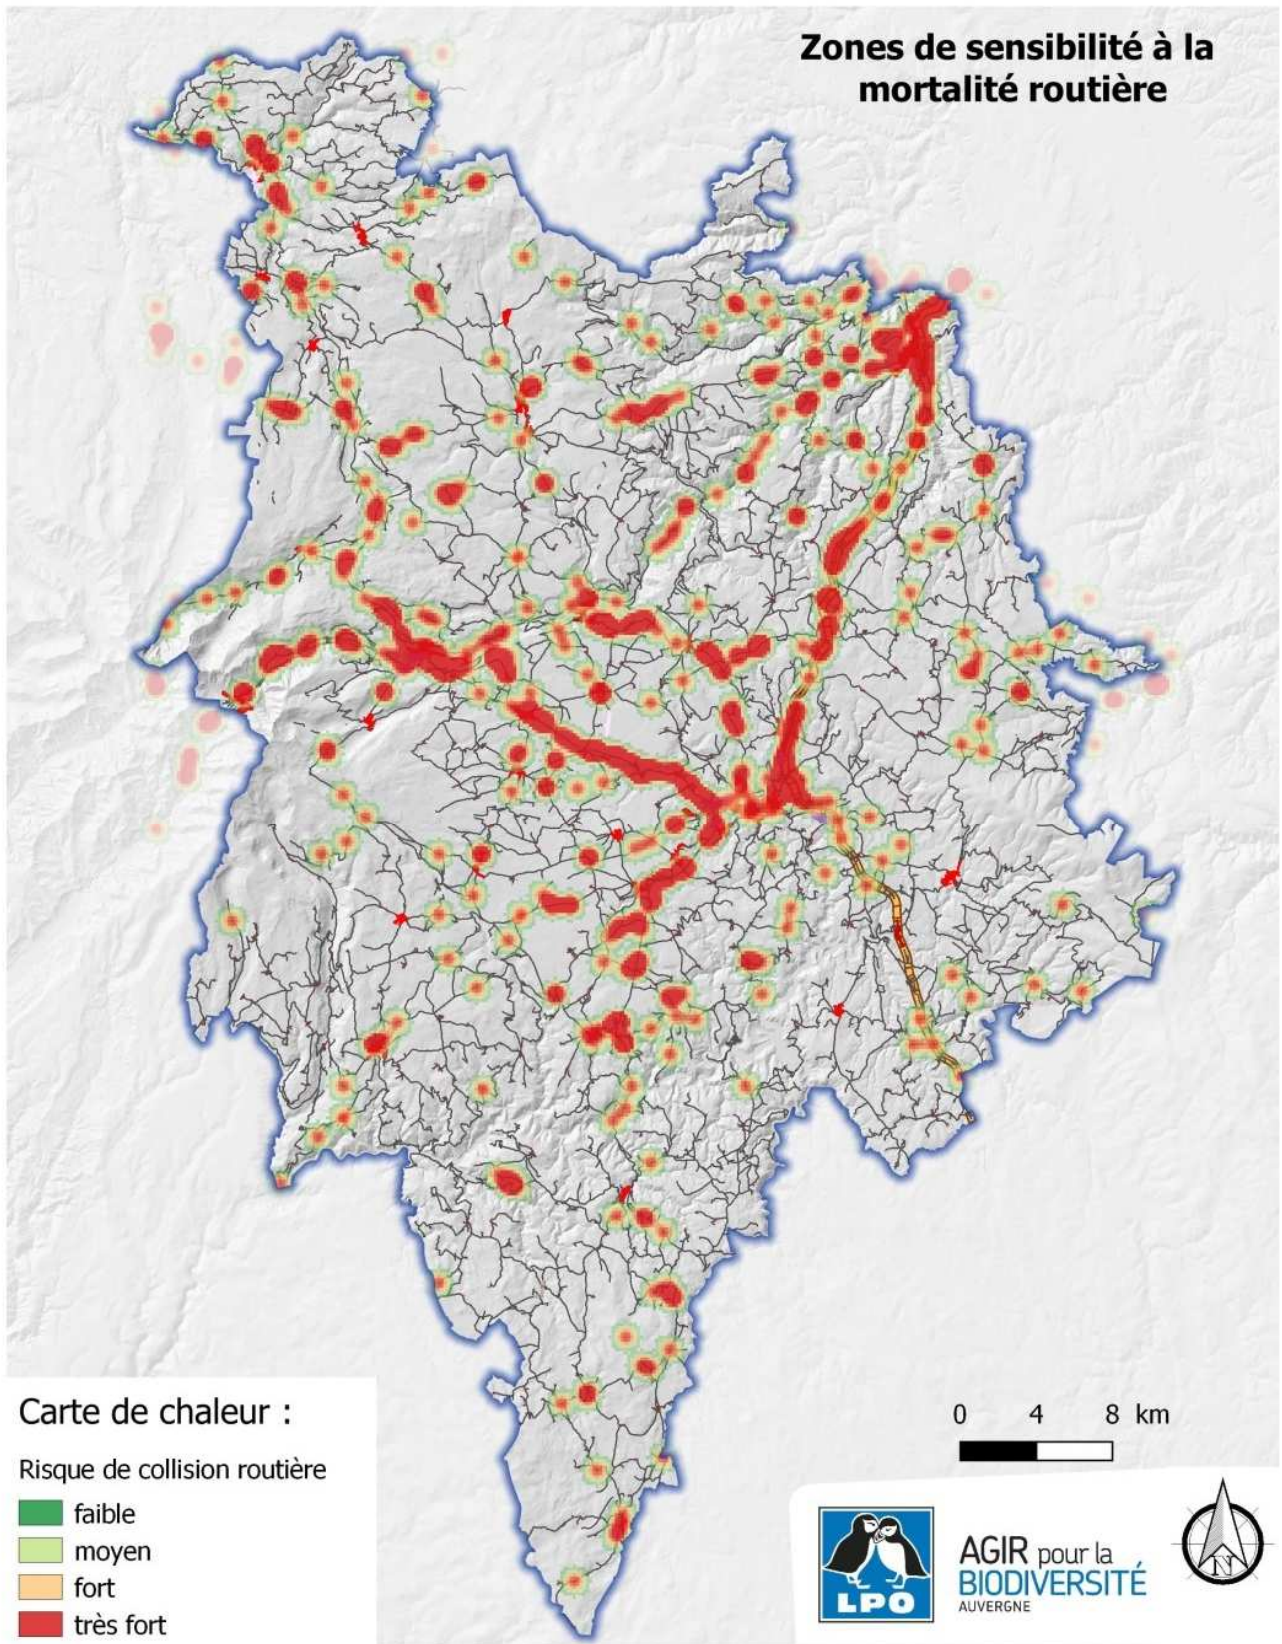 Zones de sensibilité à la
mortalité routière
Carte de chaleur :
Risque de collision routière
faible
moyen
fort
très fort
0 4 8 km
LPO
AGIR pour la
BIODIVERSITÉ
AUVERGNE
N